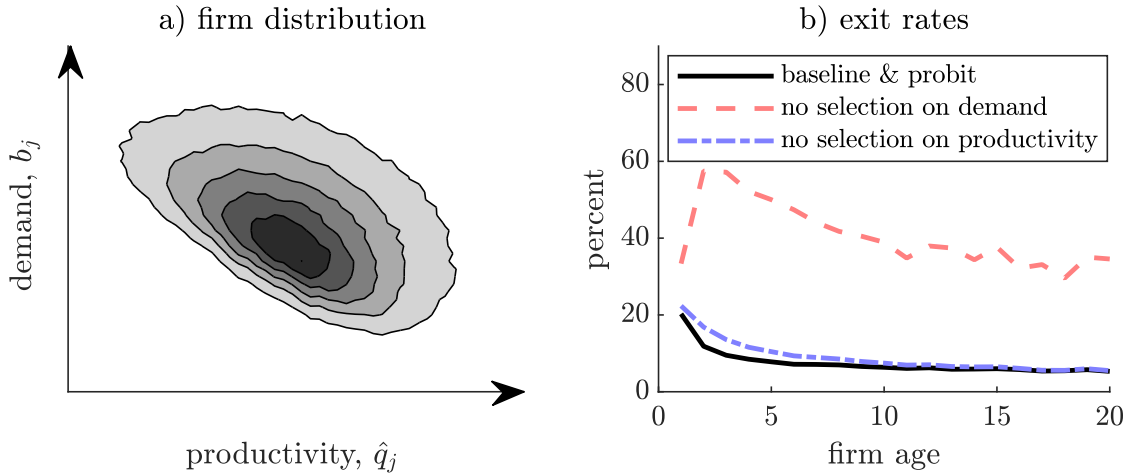 a) firm distribution
demand, b_j
productivity, q̂_j
b) exit rates
baseline & probit
no selection on demand
no selection on productivity
percent
80
60
40
20
0
0 5 10 15 20
firm age